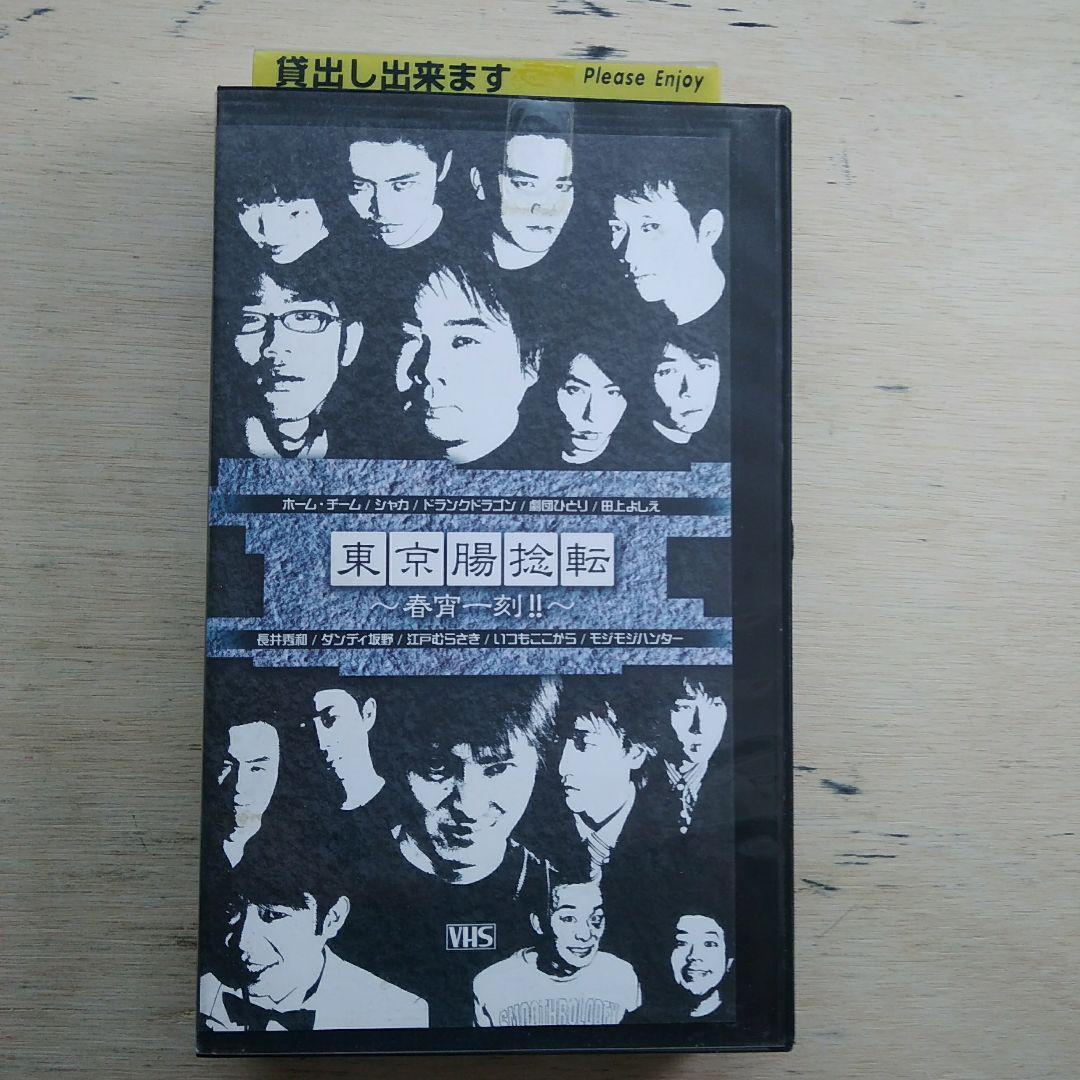 貸出し出来ます Please Enjoy
ホーム・チーム/シャカ/ドランクドラゴン/劇団ひとり/田上よしえ
東京腸捻転
～春宵一刻!!～
長井秀和/ダンディ坂野/江戸むらさき/いつもここから/モジモジハンター
VHS